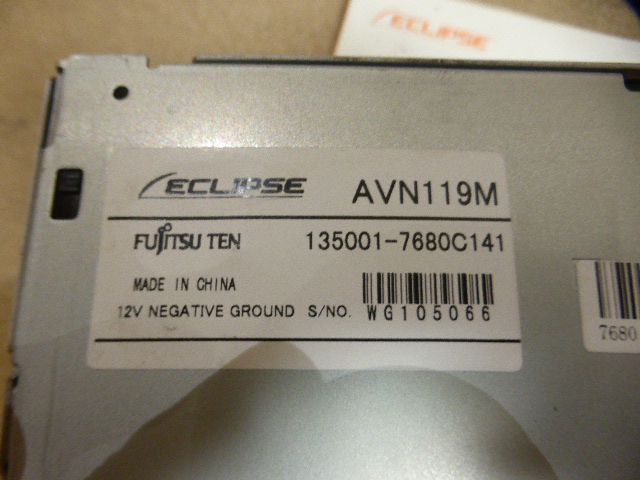 ECLIPSE
ECLIPSE AVN119M
FUJITSU TEN 135001-7680C141
MADE IN CHINA
12V NEGATIVE GROUND S/NO. WG105066
7680